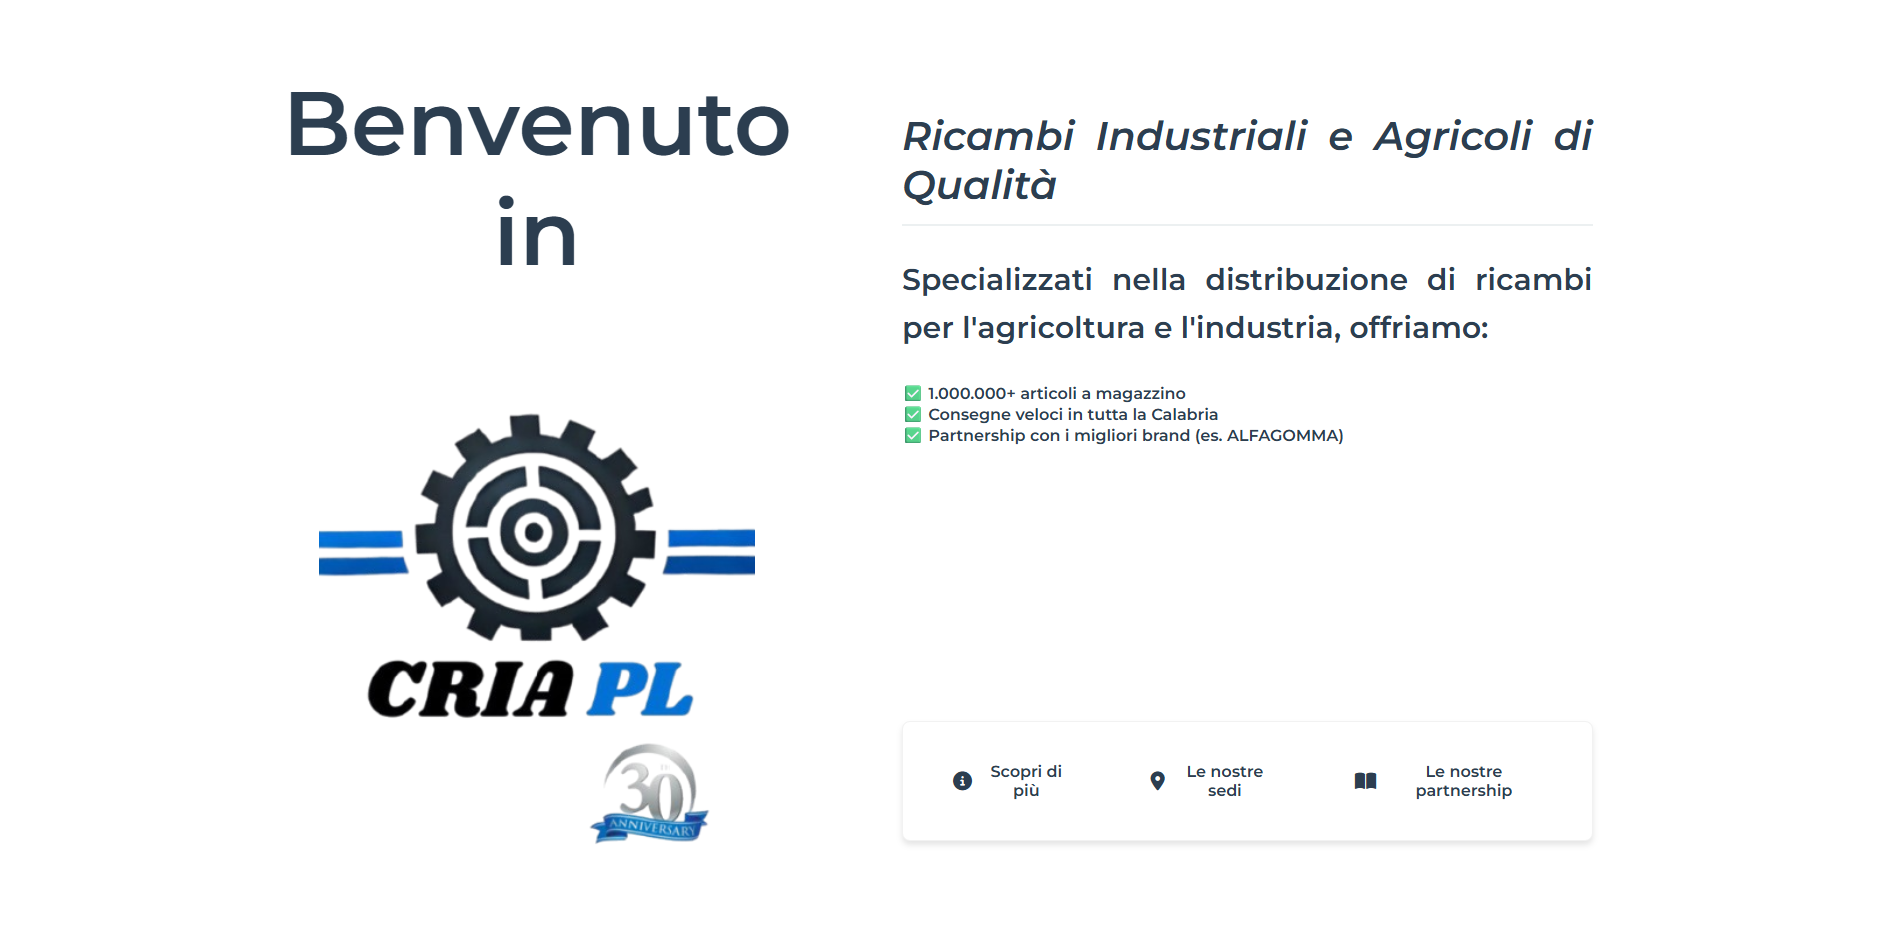 Benvenuto
in
CRIA PL
30
ANNIVERSARY
Ricambi Industriali e Agricoli di
Qualità
Specializzati nella distribuzione di ricambi
per l'agricoltura e l'industria, offriamo:
✅ 1.000.000+ articoli a magazzino
✅ Consegne veloci in tutta la Calabria
✅ Partnership con i migliori brand (es. ALFAGOMMA)
Scopri di
più
Le nostre
sedi
Le nostre
partnership